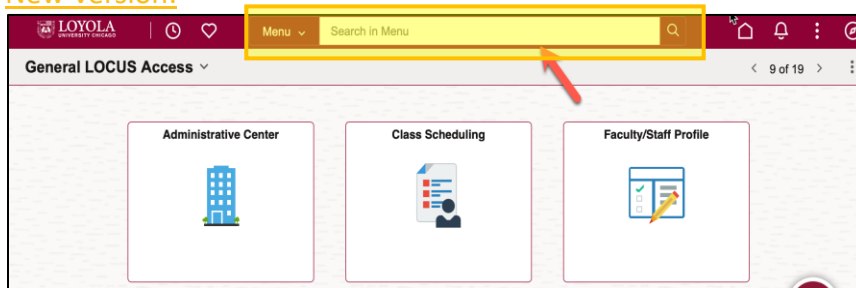 New Version:
LOYOLA
UNIVERSITY CHICAGO
Menu Search in Menu
General LOCUS Access 9 of 19
Administrative Center Class Scheduling Faculty/Staff Profile